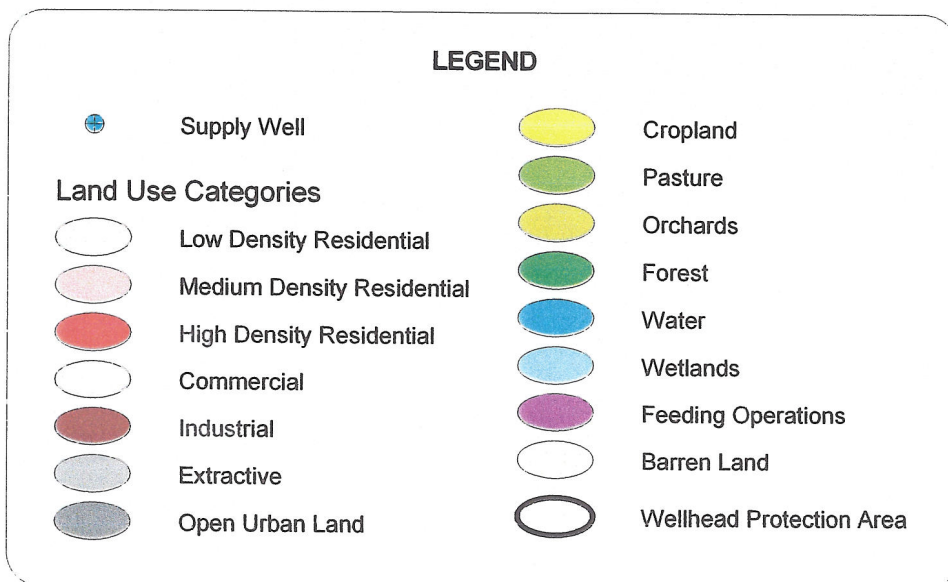 LEGEND
Supply Well
Land Use Categories
Low Density Residential
Medium Density Residential
High Density Residential
Commercial
Industrial
Extractive
Open Urban Land
Cropland
Pasture
Orchards
Forest
Water
Wetlands
Feeding Operations
Barren Land
Wellhead Protection Area